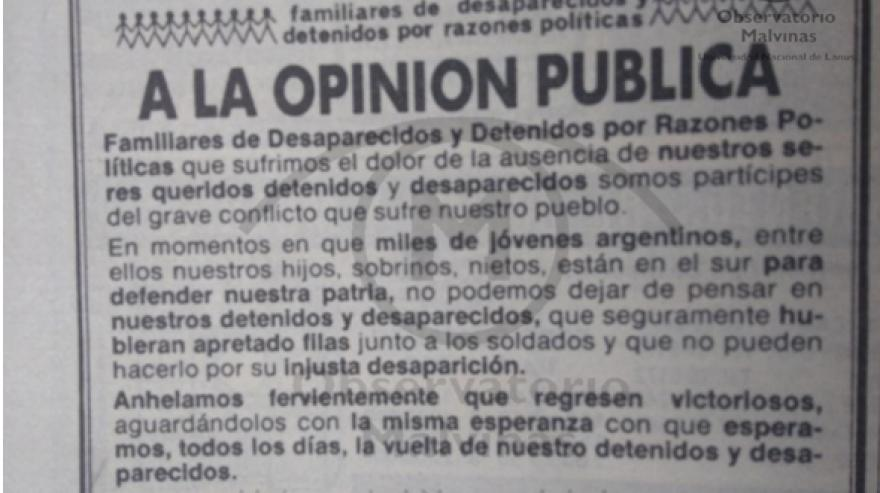 familiares de desaparecidos y
detenidos por razones políticas
Observatorio
Malvinas
Universidad Nacional de Lanús
A LA OPINION PUBLICA
Familiares de Desaparecidos y Detenidos por Razones Po-
líticas que sufrimos el dolor de la ausencia de nuestros se-
res queridos detenidos y desaparecidos somos partícipes
del grave conflicto que sufre nuestro pueblo.
En momentos en que miles de jóvenes argentinos, entre
ellos nuestros hijos, sobrinos, nietos, están en el sur para
defender nuestra patria, no podemos dejar de pensar en
nuestros detenidos y desaparecidos, que seguramente hu-
bieran apretado filas junto a los soldados y que no pueden
hacerlo por su injusta desaparición.
Anhelamos fervientemente que regresen victoriosos,
aguardándolos con la misma esperanza con que espera-
mos, todos los días, la vuelta de nuestro detenidos y desa-
parecidos.
Observatorio
Malvinas